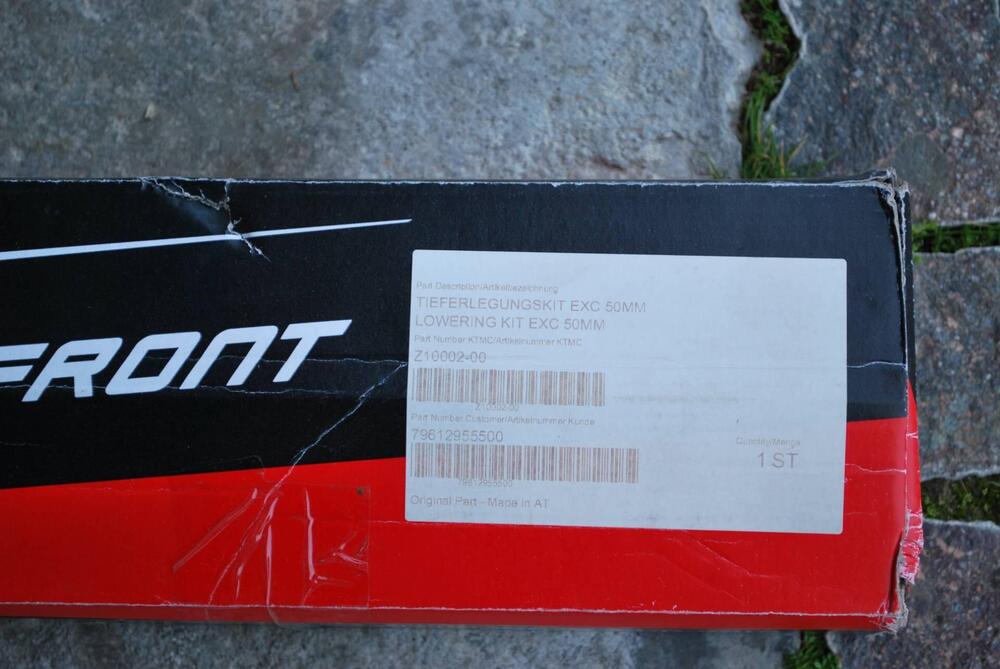 FRONT
Part Description/Artikelbezeichnung
TIEFERLEGUNGSKIT EXC 50MM
LOWERING KIT EXC 50MM
Part Number KTMC/Artikelnummer KTMC
Z10002-00
Z10002-00
Part Number Customer/Artikelnummer Kunde
79612955500
79612955500
Quantity/Menge
1 ST
Original Part - Made in AT